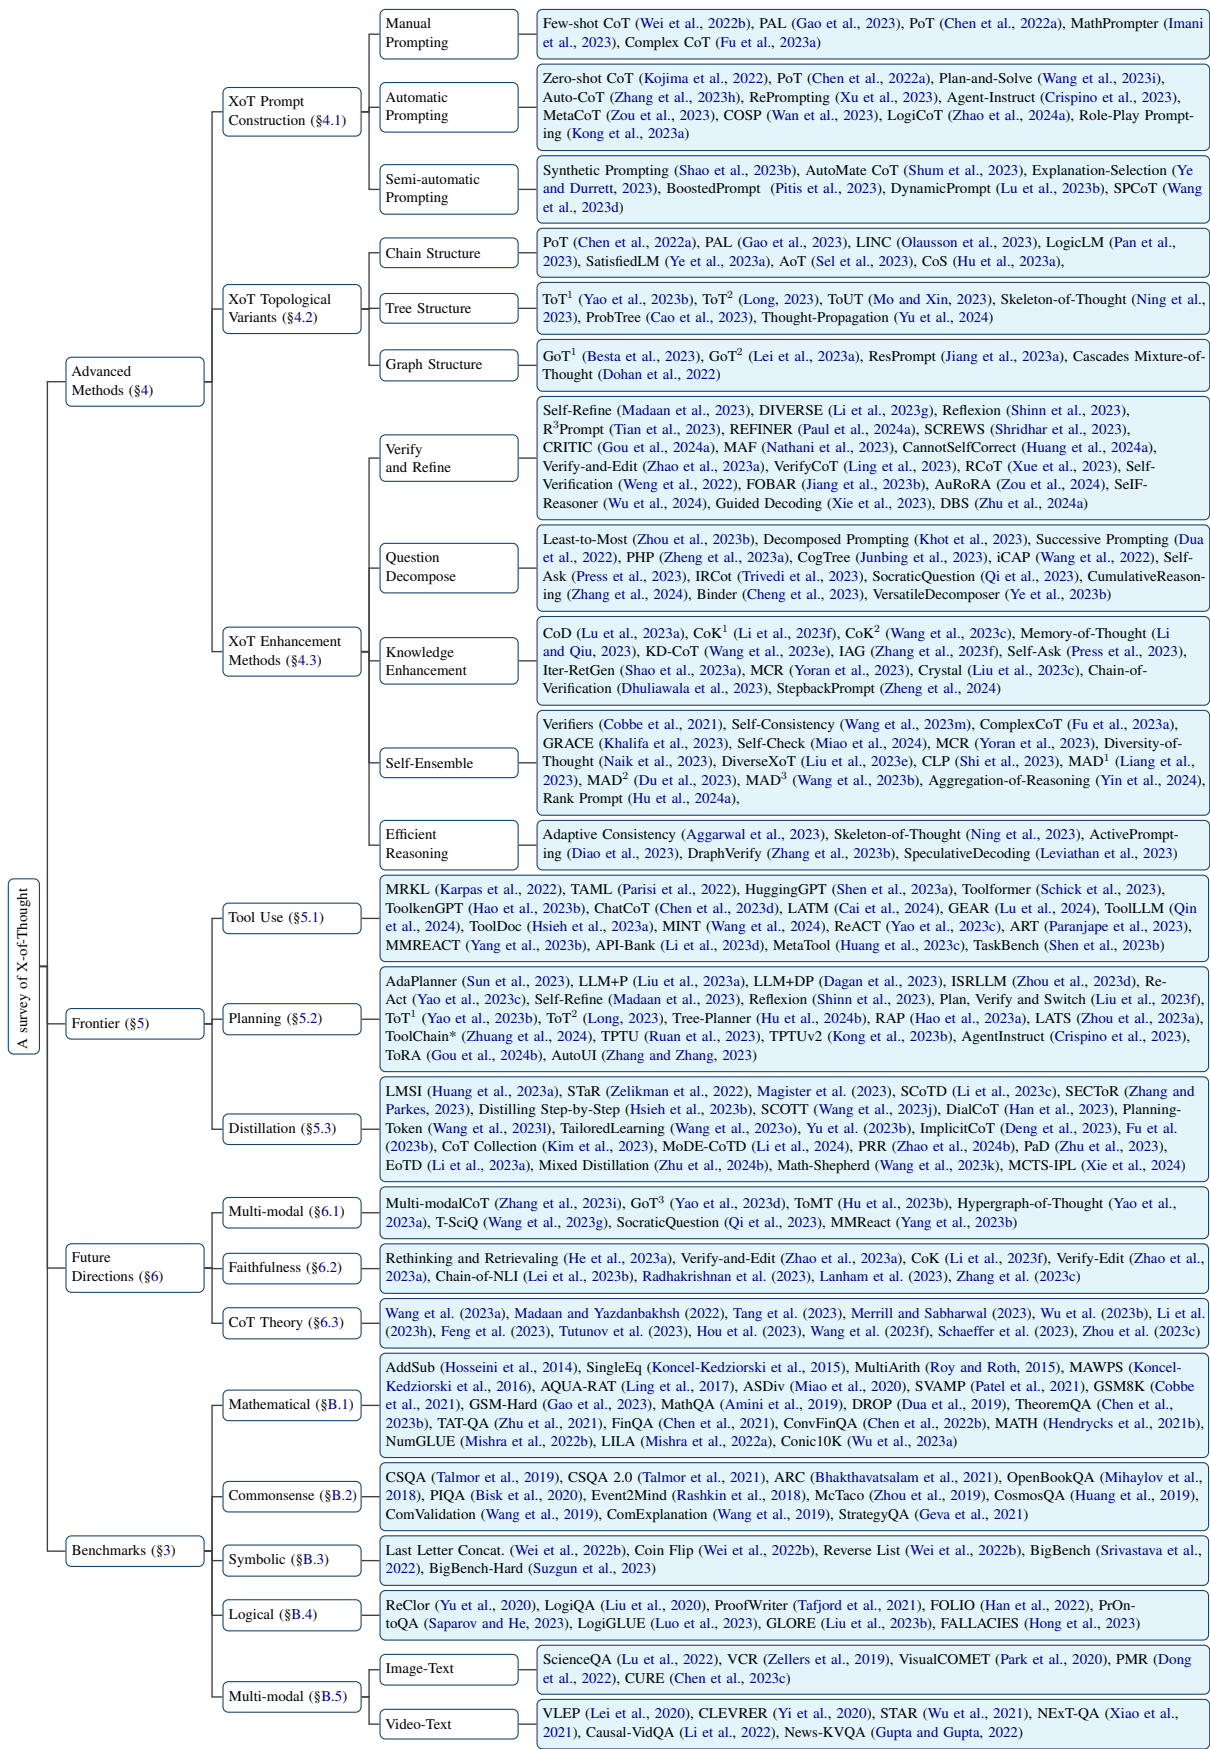 A survey of X-of-Thought
Advanced
Methods (§4)
XoT Prompt
Construction (§4.1)
Manual
Prompting
Few-shot CoT (Wei et al., 2022b), PAL (Gao et al., 2023), PoT (Chen et al., 2022a), MathPrompter (Imani
et al., 2023), Complex CoT (Fu et al., 2023a)
Automatic
Prompting
Zero-shot CoT (Kojima et al., 2022), PoT (Chen et al., 2022a), Plan-and-Solve (Wang et al., 2023i),
Auto-CoT (Zhang et al., 2023h), RePrompting (Xu et al., 2023), Agent-Instruct (Crispino et al., 2023),
MetaCoT (Zou et al., 2023), COSP (Wan et al., 2023), LogiCoT (Zhao et al., 2024a), Role-Play Prompt-
ing (Kong et al., 2023a)
Semi-automatic
Prompting
Synthetic Prompting (Shao et al., 2023b), AutoMate CoT (Shum et al., 2023), Explanation-Selection (Ye
and Durrett, 2023), BoostedPrompt (Pitis et al., 2023), DynamicPrompt (Lu et al., 2023b), SPCoT (Wang
et al., 2023d)
XoT Topological
Variants (§4.2)
Chain Structure
PoT (Chen et al., 2022a), PAL (Gao et al., 2023), LINC (Olausson et al., 2023), LogicLM (Pan et al.,
2023), SatisfiedLM (Ye et al., 2023a), AoT (Sel et al., 2023), CoS (Hu et al., 2023a),
Tree Structure
ToT¹ (Yao et al., 2023b), ToT² (Long, 2023), ToUT (Mo and Xin, 2023), Skeleton-of-Thought (Ning et al.,
2023), ProbTree (Cao et al., 2023), Thought-Propagation (Yu et al., 2024)
Graph Structure
GoT¹ (Besta et al., 2023), GoT² (Lei et al., 2023a), ResPrompt (Jiang et al., 2023a), Cascades Mixture-of-
Thought (Dohan et al., 2022)
XoT Enhancement
Methods (§4.3)
Verify
and Refine
Self-Refine (Madaan et al., 2023), DIVERSE (Li et al., 2023g), Reflexion (Shinn et al., 2023),
R³Prompt (Tian et al., 2023), REFINER (Paul et al., 2024a), SCREWS (Shridhar et al., 2023),
CRITIC (Gou et al., 2024a), MAF (Nathani et al., 2023), CannotSelfCorrect (Huang et al., 2024a),
Verify-and-Edit (Zhao et al., 2023a), VerifyCoT (Ling et al., 2023), RCoT (Xue et al., 2023), Self-
Verification (Weng et al., 2022), FOBAR (Jiang et al., 2023b), AuRoRA (Zou et al., 2024), SelF-
Reasoner (Wu et al., 2024), Guided Decoding (Xie et al., 2023), DBS (Zhu et al., 2024a)
Question
Decompose
Least-to-Most (Zhou et al., 2023b), Decomposed Prompting (Khot et al., 2023), Successive Prompting (Dua
et al., 2022), PHP (Zheng et al., 2023a), CogTree (Junbing et al., 2023), iCAP (Wang et al., 2022), Self-
Ask (Press et al., 2023), IRCot (Trivedi et al., 2023), SocraticQuestion (Qi et al., 2023), CumulativeReason-
ing (Zhang et al., 2024), Binder (Cheng et al., 2023), VersatileDecomposer (Ye et al., 2023b)
Knowledge
Enhancement
CoD (Lu et al., 2023a), CoK¹ (Li et al., 2023f), CoK² (Wang et al., 2023c), Memory-of-Thought (Li
and Qiu, 2023), KD-CoT (Wang et al., 2023e), IAG (Zhang et al., 2023f), Self-Ask (Press et al., 2023),
Iter-RetGen (Shao et al., 2023a), MCR (Yoran et al., 2023), Crystal (Liu et al., 2023c), Chain-of-
Verification (Dhuliawala et al., 2023), StepbackPrompt (Zheng et al., 2024)
Self-Ensemble
Verifiers (Cobbe et al., 2021), Self-Consistency (Wang et al., 2023m), ComplexCoT (Fu et al., 2023a),
GRACE (Khalifa et al., 2023), Self-Check (Miao et al., 2024), MCR (Yoran et al., 2023), Diversity-of-
Thought (Naik et al., 2023), DiverseXoT (Liu et al., 2023e), CLP (Shi et al., 2023), MAD¹ (Liang et al.,
2023), MAD² (Du et al., 2023), MAD³ (Wang et al., 2023b), Aggregation-of-Reasoning (Yin et al., 2024),
Rank Prompt (Hu et al., 2024a),
Efficient
Reasoning
Adaptive Consistency (Aggarwal et al., 2023), Skeleton-of-Thought (Ning et al., 2023), ActivePrompt-
ing (Diao et al., 2023), DraphVerify (Zhang et al., 2023b), SpeculativeDecoding (Leviathan et al., 2023)
Frontier (§5)
Tool Use (§5.1)
MRKL (Karpas et al., 2022), TAML (Parisi et al., 2022), HuggingGPT (Shen et al., 2023a), Toolformer (Schick et al., 2023),
ToolkenGPT (Hao et al., 2023b), ChatCoT (Chen et al., 2023d), LATM (Cai et al., 2024), GEAR (Lu et al., 2024), ToolLLM (Qin
et al., 2024), ToolDoc (Hsieh et al., 2023a), MINT (Wang et al., 2024), ReACT (Yao et al., 2023c), ART (Paranjape et al., 2023),
MMREACT (Yang et al., 2023b), API-Bank (Li et al., 2023d), MetaTool (Huang et al., 2023c), TaskBench (Shen et al., 2023b)
Planning (§5.2)
AdaPlanner (Sun et al., 2023), LLM+P (Liu et al., 2023a), LLM+DP (Dagan et al., 2023), ISRLLM (Zhou et al., 2023d), Re-
Act (Yao et al., 2023c), Self-Refine (Madaan et al., 2023), Reflexion (Shinn et al., 2023), Plan, Verify and Switch (Liu et al., 2023f),
ToT¹ (Yao et al., 2023b), ToT² (Long, 2023), Tree-Planner (Hu et al., 2024b), RAP (Hao et al., 2023a), LATS (Zhou et al., 2023a),
ToolChain* (Zhuang et al., 2024), TPTU (Ruan et al., 2023), TPTUv2 (Kong et al., 2023b), AgentInstruct (Crispino et al., 2023),
ToRA (Gou et al., 2024b), AutoUI (Zhang and Zhang, 2023)
Distillation (§5.3)
LMSI (Huang et al., 2023a), STaR (Zelikman et al., 2022), Magister et al. (2023), SCoTD (Li et al., 2023c), SECToR (Zhang and
Parkes, 2023), Distilling Step-by-Step (Hsieh et al., 2023b), SCOTT (Wang et al., 2023j), DialCoT (Han et al., 2023), Planning-
Token (Wang et al., 2023l), TailoredLearning (Wang et al., 2023o), Yu et al. (2023b), ImplicitCoT (Deng et al., 2023), Fu et al.
(2023b), CoT Collection (Kim et al., 2023), MoDE-CoTD (Li et al., 2024), PRR (Zhao et al., 2024b), PaD (Zhu et al., 2023),
EoTD (Li et al., 2023a), Mixed Distillation (Zhu et al., 2024b), Math-Shepherd (Wang et al., 2023k), MCTS-IPL (Xie et al., 2024)
Future
Directions (§6)
Multi-modal (§6.1)
Multi-modalCoT (Zhang et al., 2023i), GoT³ (Yao et al., 2023d), ToMT (Hu et al., 2023b), Hypergraph-of-Thought (Yao et al.,
2023a), T-SciQ (Wang et al., 2023g), SocraticQuestion (Qi et al., 2023), MMReact (Yang et al., 2023b)
Faithfulness (§6.2)
Rethinking and Retrievaling (He et al., 2023a), Verify-and-Edit (Zhao et al., 2023a), CoK (Li et al., 2023f), Verify-Edit (Zhao et al.,
2023a), Chain-of-NLI (Lei et al., 2023b), Radhakrishnan et al. (2023), Lanham et al. (2023), Zhang et al. (2023c)
CoT Theory (§6.3)
Wang et al. (2023a), Madaan and Yazdanbakhsh (2022), Tang et al. (2023), Merrill and Sabharwal (2023), Wu et al. (2023b), Li et al.
(2023h), Feng et al. (2023), Tutunov et al. (2023), Hou et al. (2023), Wang et al. (2023f), Schaeffer et al. (2023), Zhou et al. (2023c)
Benchmarks (§3)
Mathematical (§B.1)
AddSub (Hosseini et al., 2014), SingleEq (Koncel-Kedziorski et al., 2015), MultiArith (Roy and Roth, 2015), MAWPS (Koncel-
Kedziorski et al., 2016), AQUA-RAT (Ling et al., 2017), ASDiv (Miao et al., 2020), SVAMP (Patel et al., 2021), GSM8K (Cobbe
et al., 2021), GSM-Hard (Gao et al., 2023), MathQA (Amini et al., 2019), DROP (Dua et al., 2019), TheoremQA (Chen et al.,
2023b), TAT-QA (Zhu et al., 2021), FinQA (Chen et al., 2021), ConvFinQA (Chen et al., 2022b), MATH (Hendrycks et al., 2021b),
NumGLUE (Mishra et al., 2022b), LILA (Mishra et al., 2022a), Conic10K (Wu et al., 2023a)
Commonsense (§B.2)
CSQA (Talmor et al., 2019), CSQA 2.0 (Talmor et al., 2021), ARC (Bhakthavatsalam et al., 2021), OpenBookQA (Mihaylov et al.,
2018), PIQA (Bisk et al., 2020), Event2Mind (Rashkin et al., 2018), McTaco (Zhou et al., 2019), CosmosQA (Huang et al., 2019),
ComValidation (Wang et al., 2019), ComExplanation (Wang et al., 2019), StrategyQA (Geva et al., 2021)
Symbolic (§B.3)
Last Letter Concat. (Wei et al., 2022b), Coin Flip (Wei et al., 2022b), Reverse List (Wei et al., 2022b), BigBench (Srivastava et al.,
2022), BigBench-Hard (Suzgun et al., 2023)
Logical (§B.4)
ReClor (Yu et al., 2020), LogiQA (Liu et al., 2020), ProofWriter (Tafjord et al., 2021), FOLIO (Han et al., 2022), PrOn-
toQA (Saparov and He, 2023), LogiGLUE (Luo et al., 2023), GLORE (Liu et al., 2023b), FALLACIES (Hong et al., 2023)
Multi-modal (§B.5)
Image-Text
ScienceQA (Lu et al., 2022), VCR (Zellers et al., 2019), VisualCOMET (Park et al., 2020), PMR (Dong
et al., 2022), CURE (Chen et al., 2023c)
Video-Text
VLEP (Lei et al., 2020), CLEVRER (Yi et al., 2020), STAR (Wu et al., 2021), NExT-QA (Xiao et al.,
2021), Causal-VidQA (Li et al., 2022), News-KVQA (Gupta and Gupta, 2022)